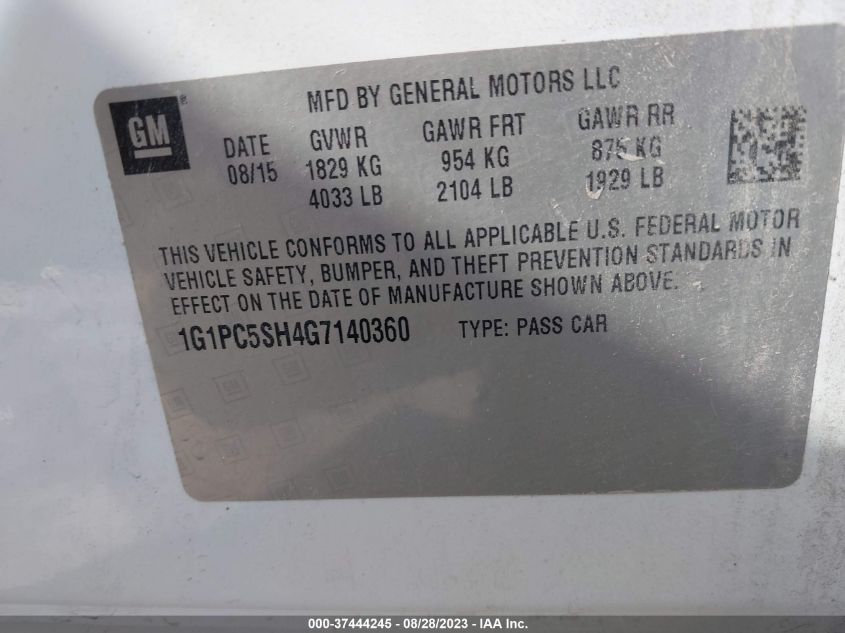 MFD BY GENERAL MOTORS LLC
GM®
DATE GVWR GAWR FRT GAWR RR
08/15 1829 KG 954 KG 875 KG
4033 LB 2104 LB 1929 LB
THIS VEHICLE CONFORMS TO ALL APPLICABLE U.S. FEDERAL MOTOR
VEHICLE SAFETY, BUMPER, AND THEFT PREVENTION STANDARDS IN
EFFECT ON THE DATE OF MANUFACTURE SHOWN ABOVE.
1G1PC5SH4G7140360 TYPE: PASS CAR
000-37444245 - 08/28/2023 - IAA Inc.